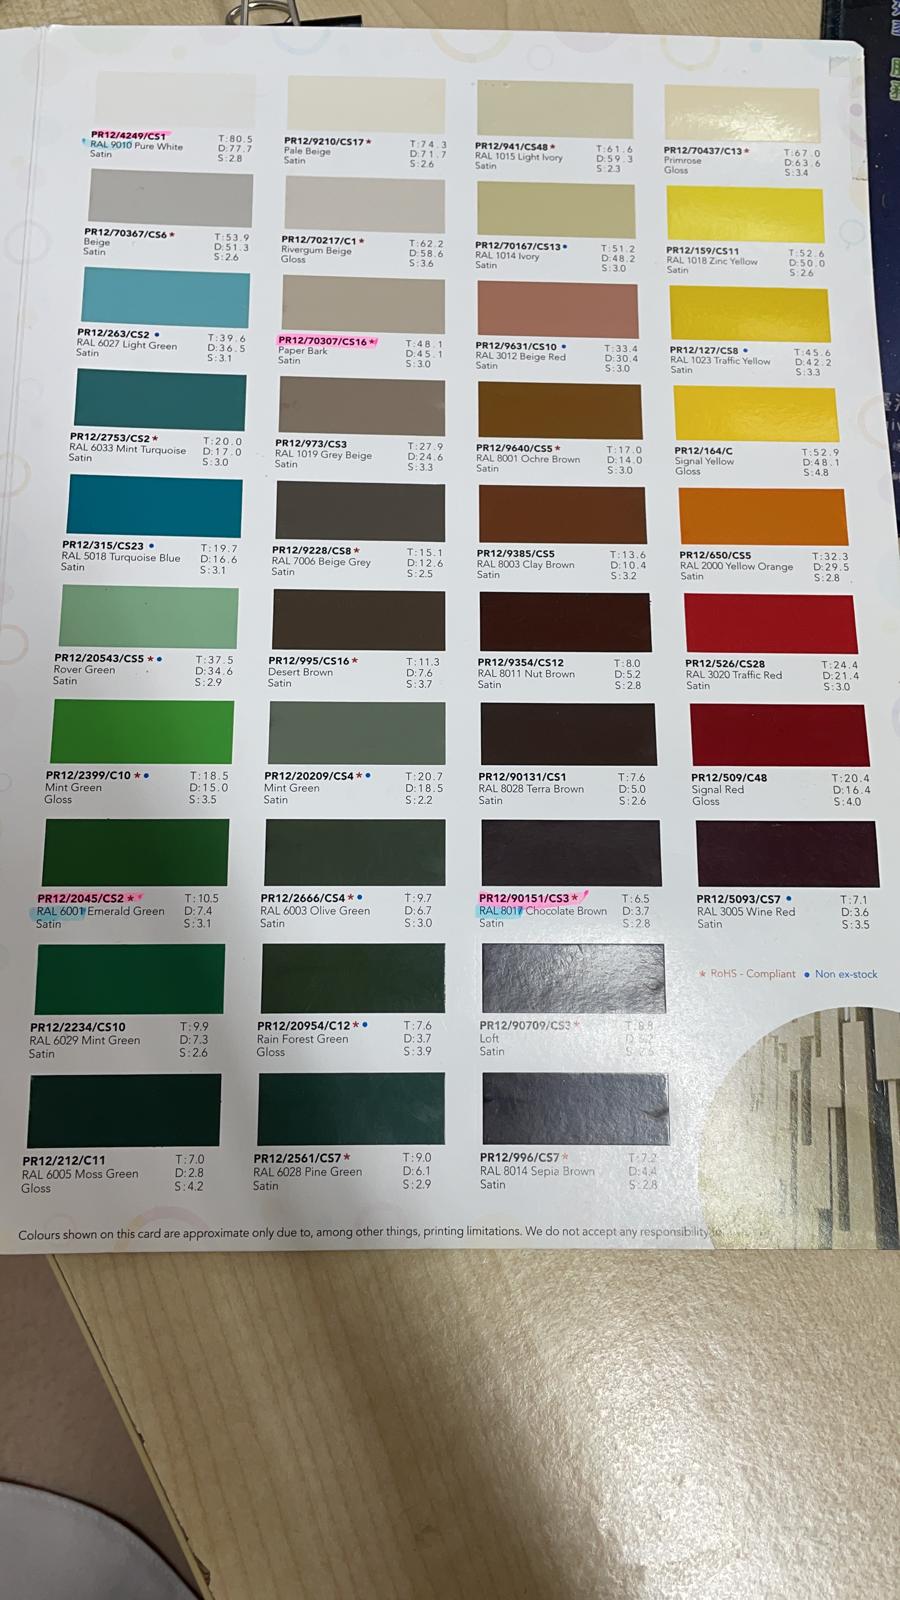 PR12/4249/CS1 T:80.5
RAL 9010 Pure White D:77.7
Satin S:2.8
PR12/9210/CS17 * T:74.3
Pale Beige D:71.7
Satin S:2.6
PR12/941/CS48 * T:61.6
RAL 1015 Light Ivory D:59.3
Satin S:2.3
PR12/70437/C13 * T:67.0
Primrose D:63.6
Gloss S:3.4
PR12/70367/CS6 * T:53.9
Beige D:51.3
Satin S:2.6
PR12/70217/C1 * T:62.2
Rivergum Beige D:58.6
Gloss S:3.6
PR12/70167/CS13 • T:51.2
RAL 1014 Ivory D:48.2
Satin S:3.0
PR12/159/CS11 T:52.6
RAL 1018 Zinc Yellow D:50.0
Satin S:2.6
PR12/263/CS2 • T:39.6
RAL 6027 Light Green D:36.5
Satin S:3.1
PR12/70307/CS16 * T:48.1
Paper Bark D:45.1
Satin S:3.0
PR12/9631/CS10 • T:33.4
RAL 3012 Beige Red D:30.4
Satin S:3.0
PR12/127/CS8 • T:45.6
RAL 1023 Traffic Yellow D:42.2
Satin S:3.3
PR12/2753/CS2 * T:20.0
RAL 6033 Mint Turquoise D:17.0
Satin S:3.0
PR12/973/CS3 T:27.9
RAL 1019 Grey Beige D:24.6
Satin S:3.3
PR12/9640/CS5 * T:17.0
RAL 8001 Ochre Brown D:14.0
Satin S:3.0
PR12/164/C T:52.9
Signal Yellow D:48.1
Gloss S:4.8
PR12/315/CS23 • T:19.7
RAL 5018 Turquoise Blue D:16.6
Satin S:3.1
PR12/9228/CS8 * T:15.1
RAL 7006 Beige Grey D:12.6
Satin S:2.5
PR12/9385/CS5 T:13.6
RAL 8003 Clay Brown D:10.4
Satin S:3.2
PR12/650/CS5 T:32.3
RAL 2000 Yellow Orange D:29.5
Satin S:2.8
PR12/20543/CS5 * • T:37.5
Rover Green D:34.6
Satin S:2.9
PR12/995/CS16 * T:11.3
Desert Brown D:7.6
Satin S:3.7
PR12/9354/CS12 T:8.0
RAL 8011 Nut Brown D:5.2
Satin S:2.8
PR12/526/CS28 T:24.4
RAL 3020 Traffic Red D:21.4
Satin S:3.0
PR12/2399/C10 * • T:18.5
Mint Green D:15.0
Gloss S:3.5
PR12/20209/CS4 * • T:20.7
Mint Green D:18.5
Satin S:2.2
PR12/90131/CS1 T:7.6
RAL 8028 Terra Brown D:5.0
Satin S:2.6
PR12/509/C48 T:20.4
Signal Red D:16.4
Gloss S:4.0
PR12/2045/CS2 * T:10.5
RAL 6001 Emerald Green D:7.4
Satin S:3.1
PR12/2666/CS4 * • T:9.7
RAL 6003 Olive Green D:6.7
Satin S:3.0
PR12/90151/CS3 * T:6.5
RAL 8017 Chocolate Brown D:3.7
Satin S:2.8
PR12/5093/CS7 • T:7.1
RAL 3005 Wine Red D:3.6
Satin S:3.5
* RoHS - Compliant • Non ex-stock
PR12/2234/CS10 T:9.9
RAL 6029 Mint Green D:7.3
Satin S:2.6
PR12/20954/C12 * • T:7.6
Rain Forest Green D:3.7
Gloss S:3.9
PR12/90709/CS3 *
Loft
Satin
PR12/212/C11 T:7.0
RAL 6005 Moss Green D:2.8
Gloss S:4.2
PR12/2561/CS7 * T:9.0
RAL 6028 Pine Green D:6.1
Satin S:2.9
PR12/996/CS7 * T:7.2
RAL 8014 Sepia Brown D:4.4
Satin S:2.8
Colours shown on this card are approximate only due to, among other things, printing limitations. We do not accept any responsibility